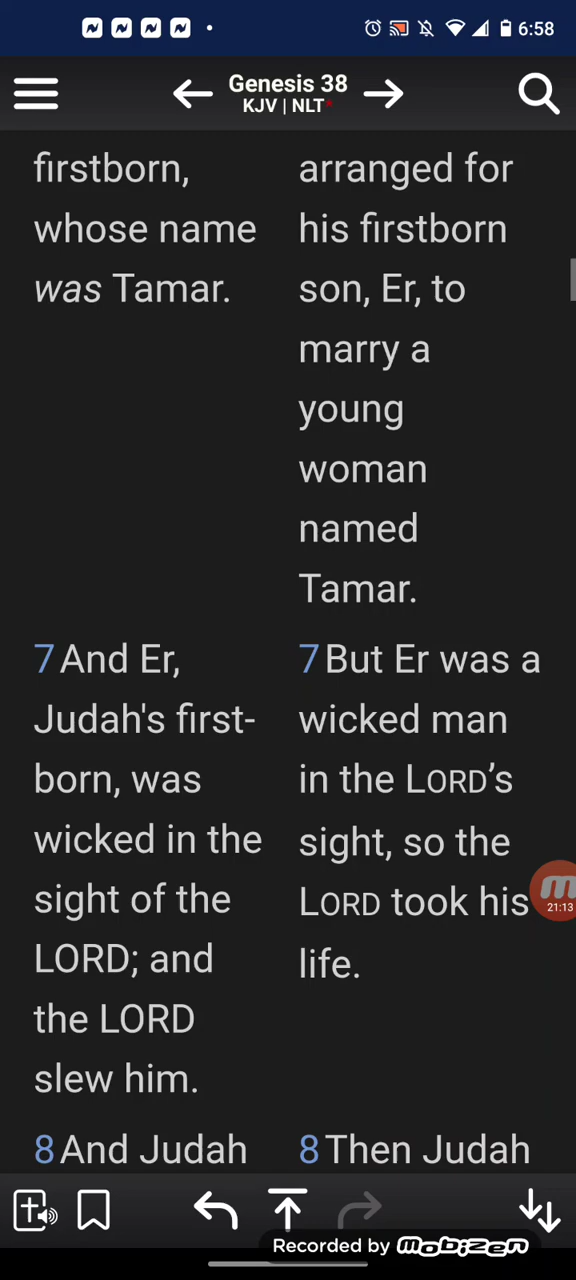 6:58
Genesis 38
KJV | NLT*
firstborn,
whose name
was Tamar.
arranged for
his firstborn
son, Er, to
marry a
young
woman
named
Tamar.
7 And Er,
Judah's first-
born, was
wicked in the
sight of the
LORD; and
the LORD
slew him.
7 But Er was a
wicked man
in the LORD’s
sight, so the
LORD took his
life.
21:13
8 And Judah
8 Then Judah
Recorded by mobizen